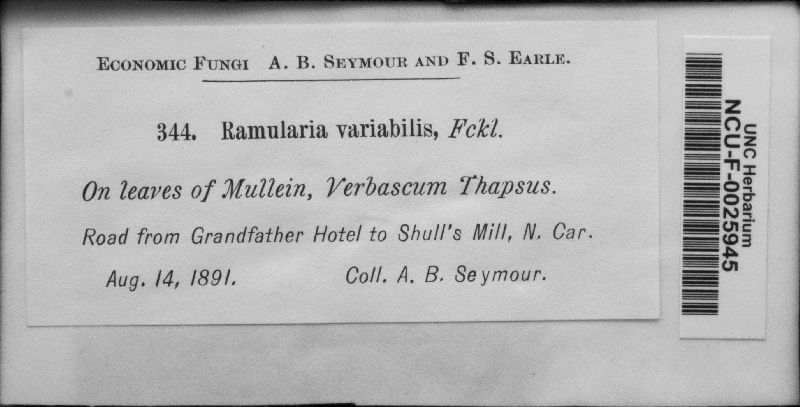 Economic Fungi A. B. Seymour and F. S. Earle.
344. Ramularia variabilis, Fckl.
On leaves of Mullein, Verbascum Thapsus.
Road from Grandfather Hotel to Shull's Mill, N. Car.
Aug. 14, 1891. Coll. A. B. Seymour.
UNC Herbarium
NCU-F-0025945